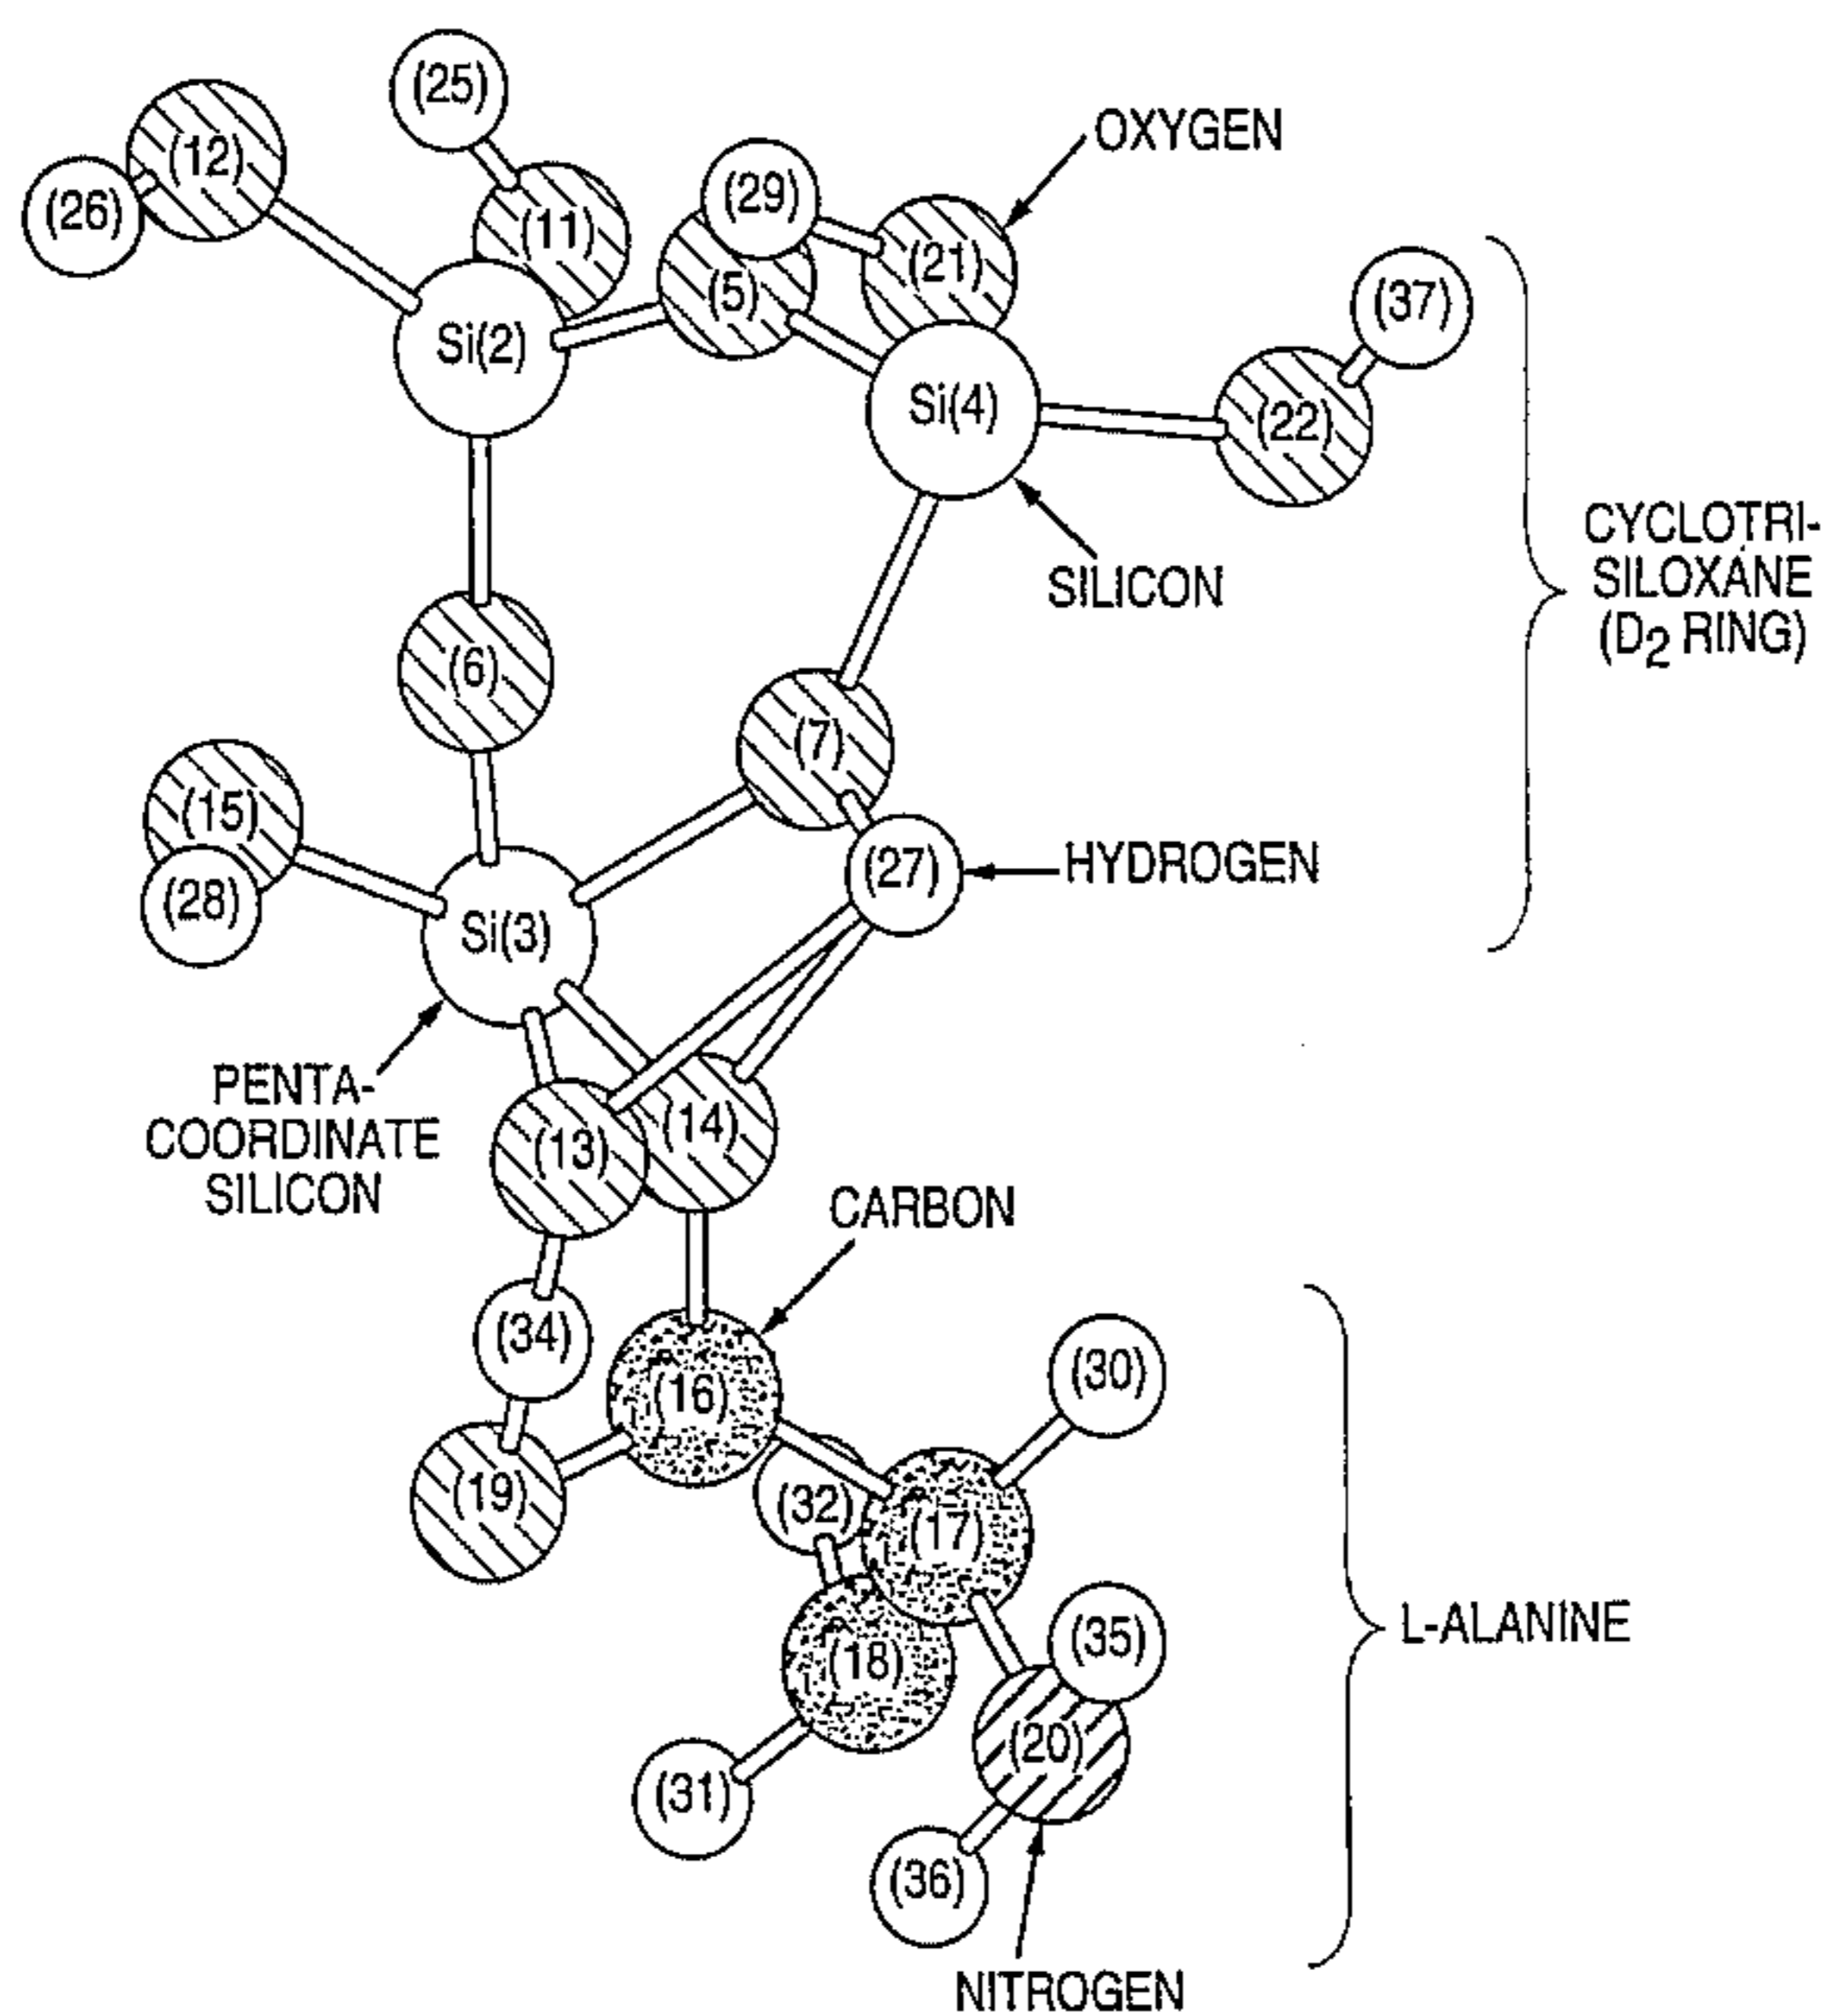 (25)
(12)
OXYGEN
(26)
(29)
(11)
(21)
(5)
(37)
Si(2)
Si(4)
(22)
CYCLOTRI-
SILOXANE
(D2 RING)
SILICON
(6)
(7)
(15)
(27)
HYDROGEN
(28)
Si(3)
PENTA-
COORDINATE
SILICON
(14)
(13)
CARBON
(34)
(30)
(16)
(19)
(32)
(17)
(35)
L-ALANINE
(18)
(20)
(31)
(36)
NITROGEN